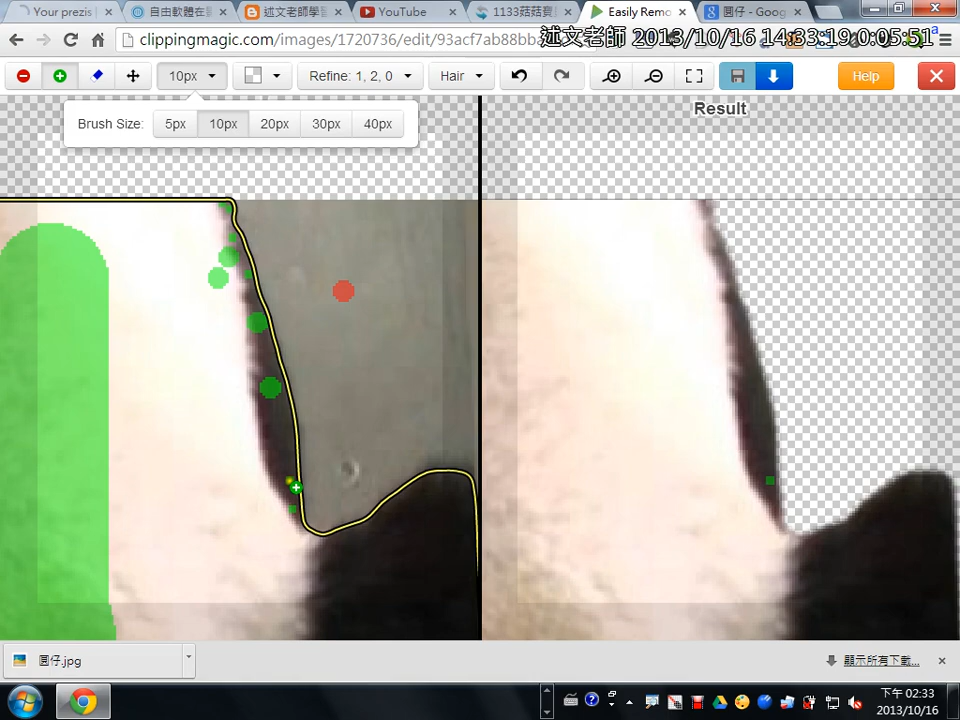 Your prezis
自由軟體在
述文老師學
YouTube
1133菇菇寶
Easily Remo
圓仔 - Goog
clippingmagic.com/images/1720736/edit/93acf7ab88bb
述文老師 2013/10/16 14:33:19 0:05:51
10px
Refine: 1, 2, 0
Hair
Help
Brush Size:
5px
10px
20px
30px
40px
Result
圓仔.jpg
顯示所有下載...
下午 02:33
2013/10/16